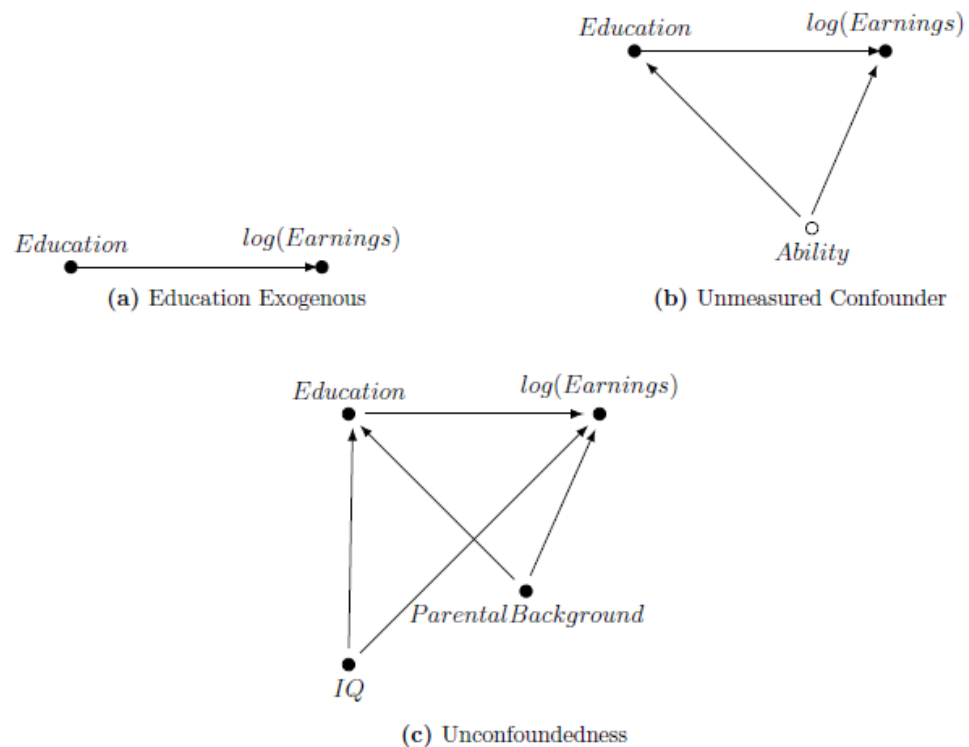 Education log(Earnings)
Ability
(b) Unmeasured Confounder
Education log(Earnings)
(a) Education Exogenous
Education log(Earnings)
ParentalBackground
IQ
(c) Unconfoundedness